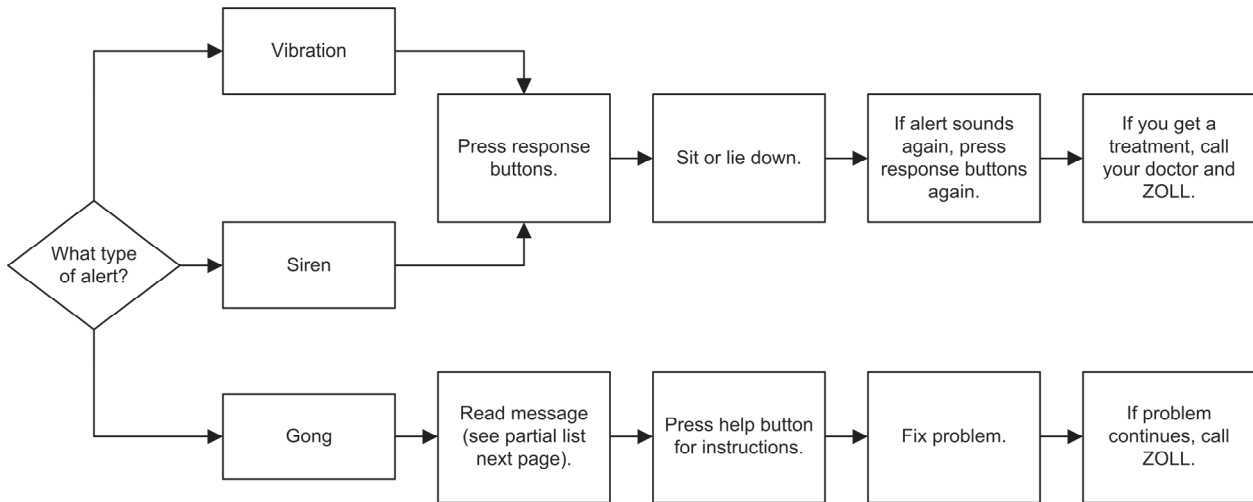 What type
of alert?
Vibration
Siren
Press response
buttons.
Sit or lie down.
If alert sounds
again, press
response buttons
again.
If you get a
treatment, call
your doctor and
ZOLL.
Gong
Read message
(see partial list
next page).
Press help button
for instructions.
Fix problem.
If problem
continues, call
ZOLL.